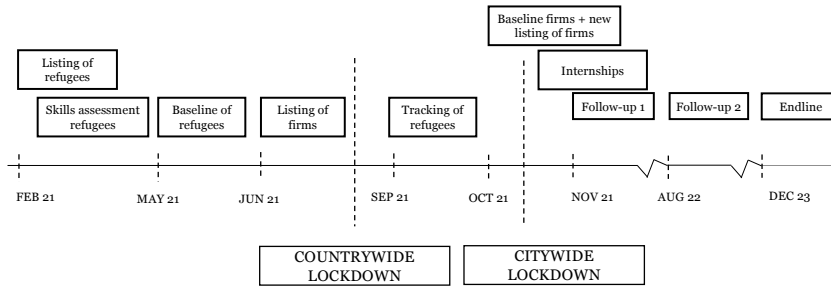 Baseline firms + new
listing of firms
Listing of
refugees
Internships
Skills assessment
refugees
Baseline of
refugees
Listing of
firms
Tracking of
refugees
Follow-up 1
Follow-up 2
Endline
FEB 21
MAY 21
JUN 21
SEP 21
OCT 21
NOV 21
AUG 22
DEC 23
COUNTRYWIDE
LOCKDOWN
CITYWIDE
LOCKDOWN